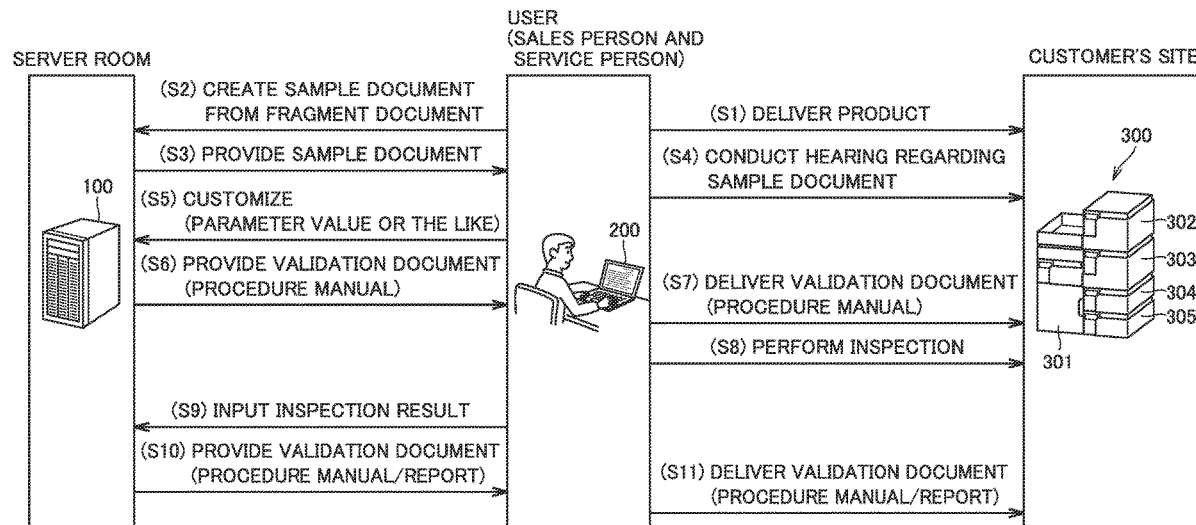 SERVER ROOM
USER
(SALES PERSON AND
SERVICE PERSON)
CUSTOMER'S SITE
(S2) CREATE SAMPLE DOCUMENT
FROM FRAGMENT DOCUMENT
(S1) DELIVER PRODUCT
(S3) PROVIDE SAMPLE DOCUMENT
(S4) CONDUCT HEARING REGARDING
SAMPLE DOCUMENT
300
100
(S5) CUSTOMIZE
(PARAMETER VALUE OR THE LIKE)
200
302
303
304
305
301
(S6) PROVIDE VALIDATION DOCUMENT
(PROCEDURE MANUAL)
(S7) DELIVER VALIDATION DOCUMENT
(PROCEDURE MANUAL)
(S8) PERFORM INSPECTION
(S9) INPUT INSPECTION RESULT
(S10) PROVIDE VALIDATION DOCUMENT
(PROCEDURE MANUAL/REPORT)
(S11) DELIVER VALIDATION DOCUMENT
(PROCEDURE MANUAL/REPORT)